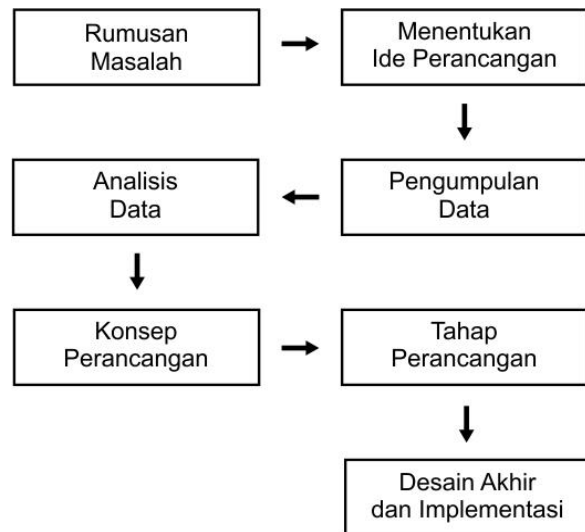 Rumusan
Masalah
Menentukan
Ide Perancangan
Pengumpulan
Data
Analisis
Data
Konsep
Perancangan
Tahap
Perancangan
Desain Akhir
dan Implementasi